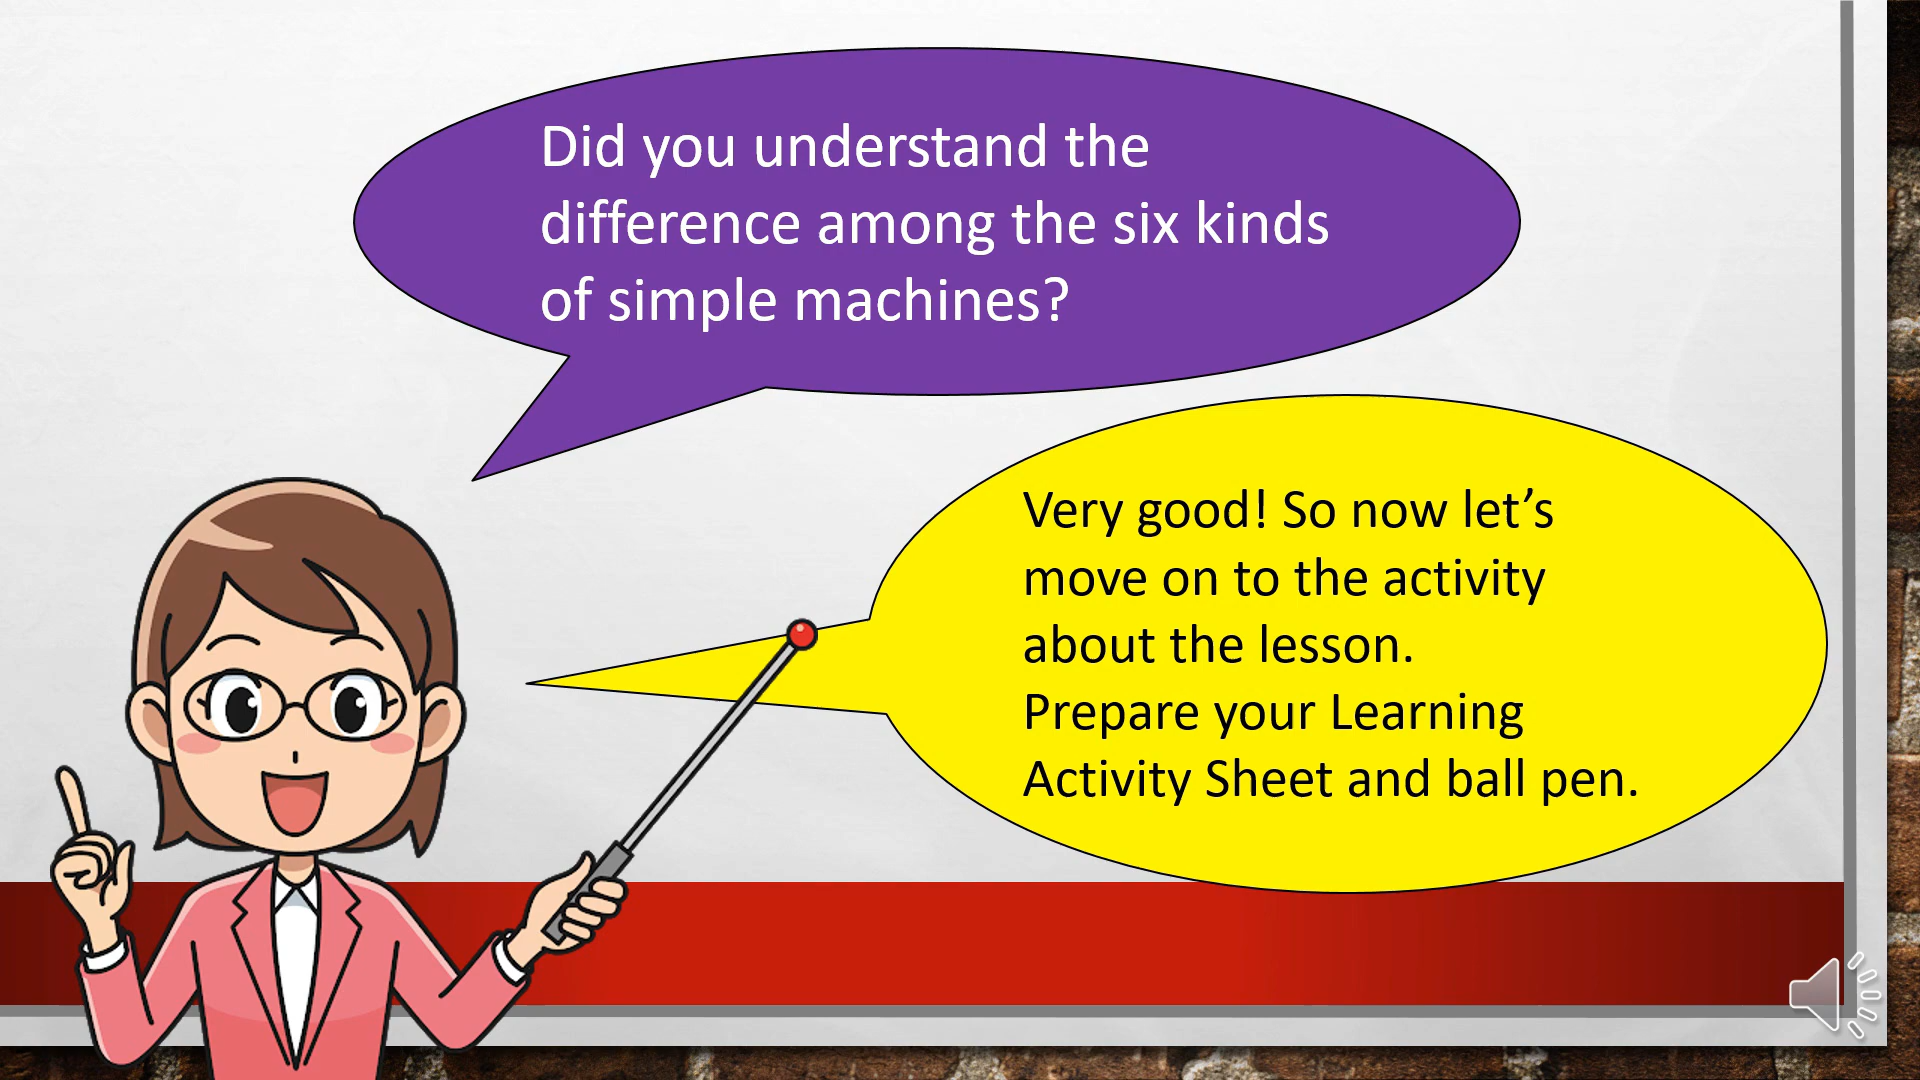 Did you understand the
difference among the six kinds
of simple machines?
Very good! So now let’s
move on to the activity
about the lesson.
Prepare your Learning
Activity Sheet and ball pen.